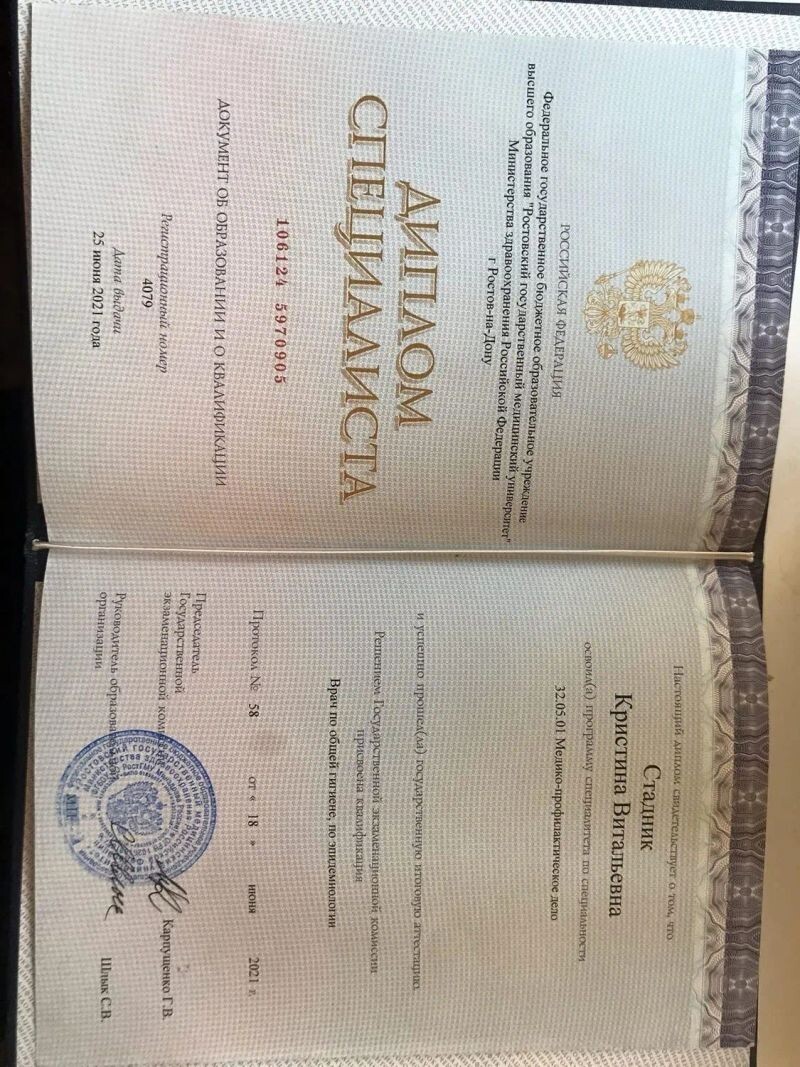 РОССИЙСКАЯ ФЕДЕРАЦИЯ
Федеральное государственное бюджетное образовательное учреждение
высшего образования "Ростовский государственный медицинский университет"
Министерства здравоохранения Российской Федерации
г Ростов-на-Дону
ДИПЛОМ
СПЕЦИАЛИСТА
106124 5970905
ДОКУМЕНТ ОБ ОБРАЗОВАНИИ И О КВАЛИФИКАЦИИ
Регистрационный номер
4079
Дата выдачи
25 июня 2021 года
Настоящий диплом свидетельствует о том, что
Стадник
Кристина Витальевна
освоил(а) программу специалитета по специальности
32.05.01 Медико-профилактическое дело
и успешно прошел(ла) государственную итоговую аттестацию.
Решением Государственной экзаменационной комиссии
присвоена квалификация
Врач по общей гигиене, по эпидемиологии
Протокол № 58 от « 18 » июня 2021 г.
Председатель
Государственной
экзаменационной комиссии
Карпущенко Г.В.
Руководитель
организации
Шлык С.В.